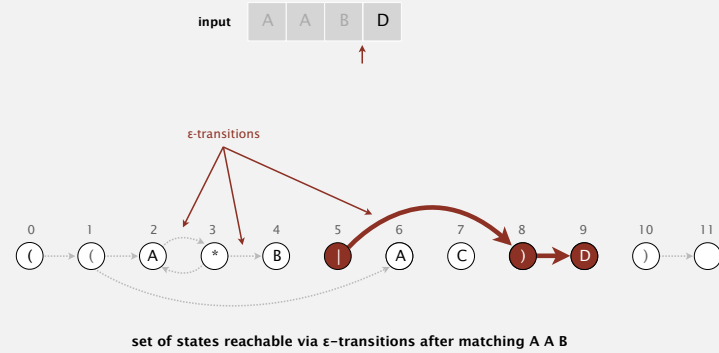 input A A B D
ε-transitions
0 1 2 3 4 5 6 7 8 9 10 11
( ( A * B | A C ) D )
set of states reachable via ε-transitions after matching A A B